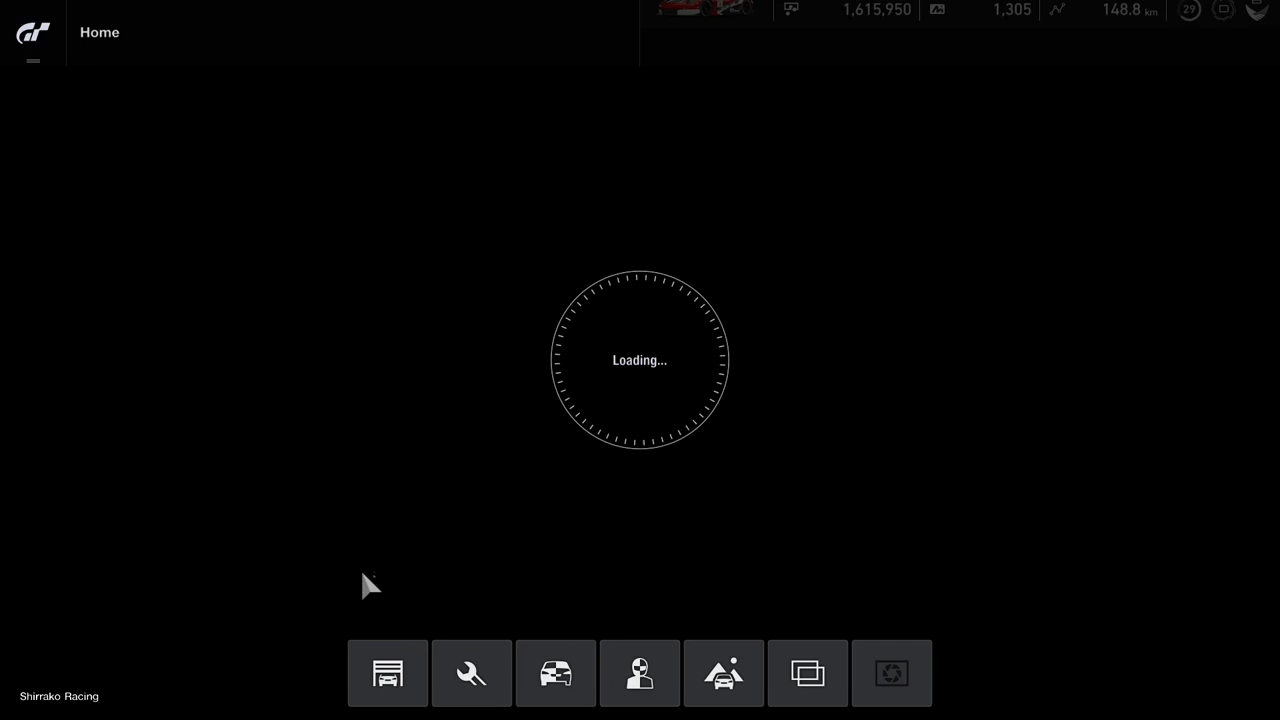 Home
1,615,950
1,305
148.8 km
29
Loading...
Shirrako Racing